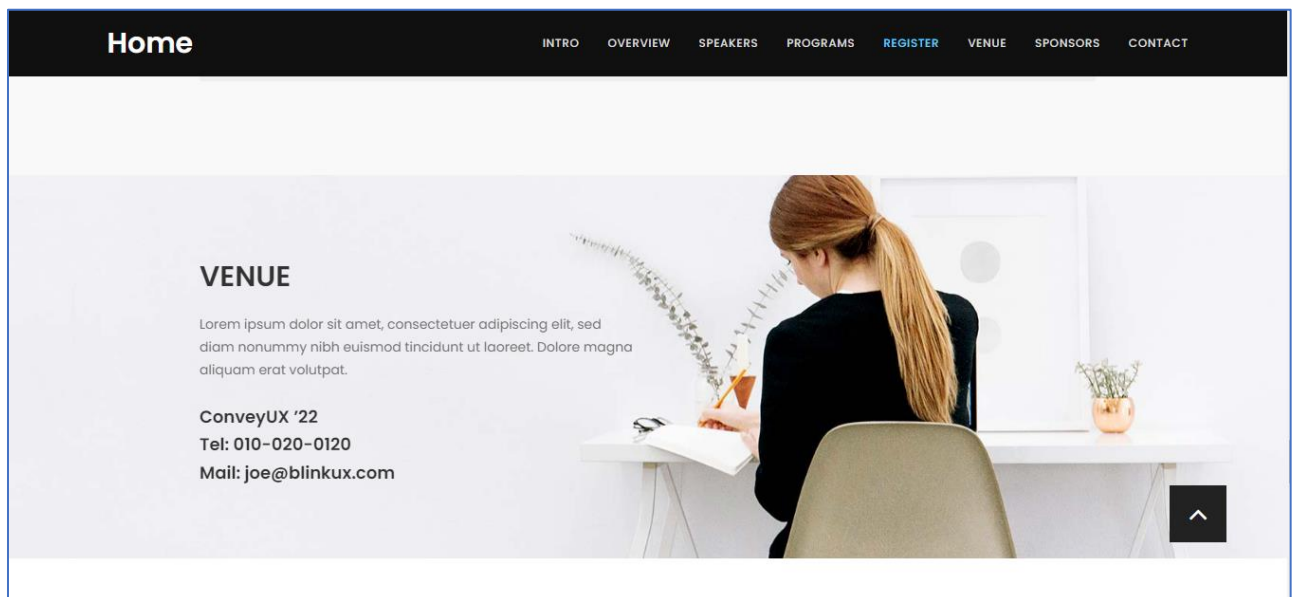 Home
INTRO OVERVIEW SPEAKERS PROGRAMS REGISTER VENUE SPONSORS CONTACT
VENUE
Lorem ipsum dolor sit amet, consectetuer adipiscing elit, sed
diam nonummy nibh euismod tincidunt ut laoreet. Dolore magna
aliquam erat volutpat.
ConveyUX ’22
Tel: 010-020-0120
Mail: joe@blinkux.com